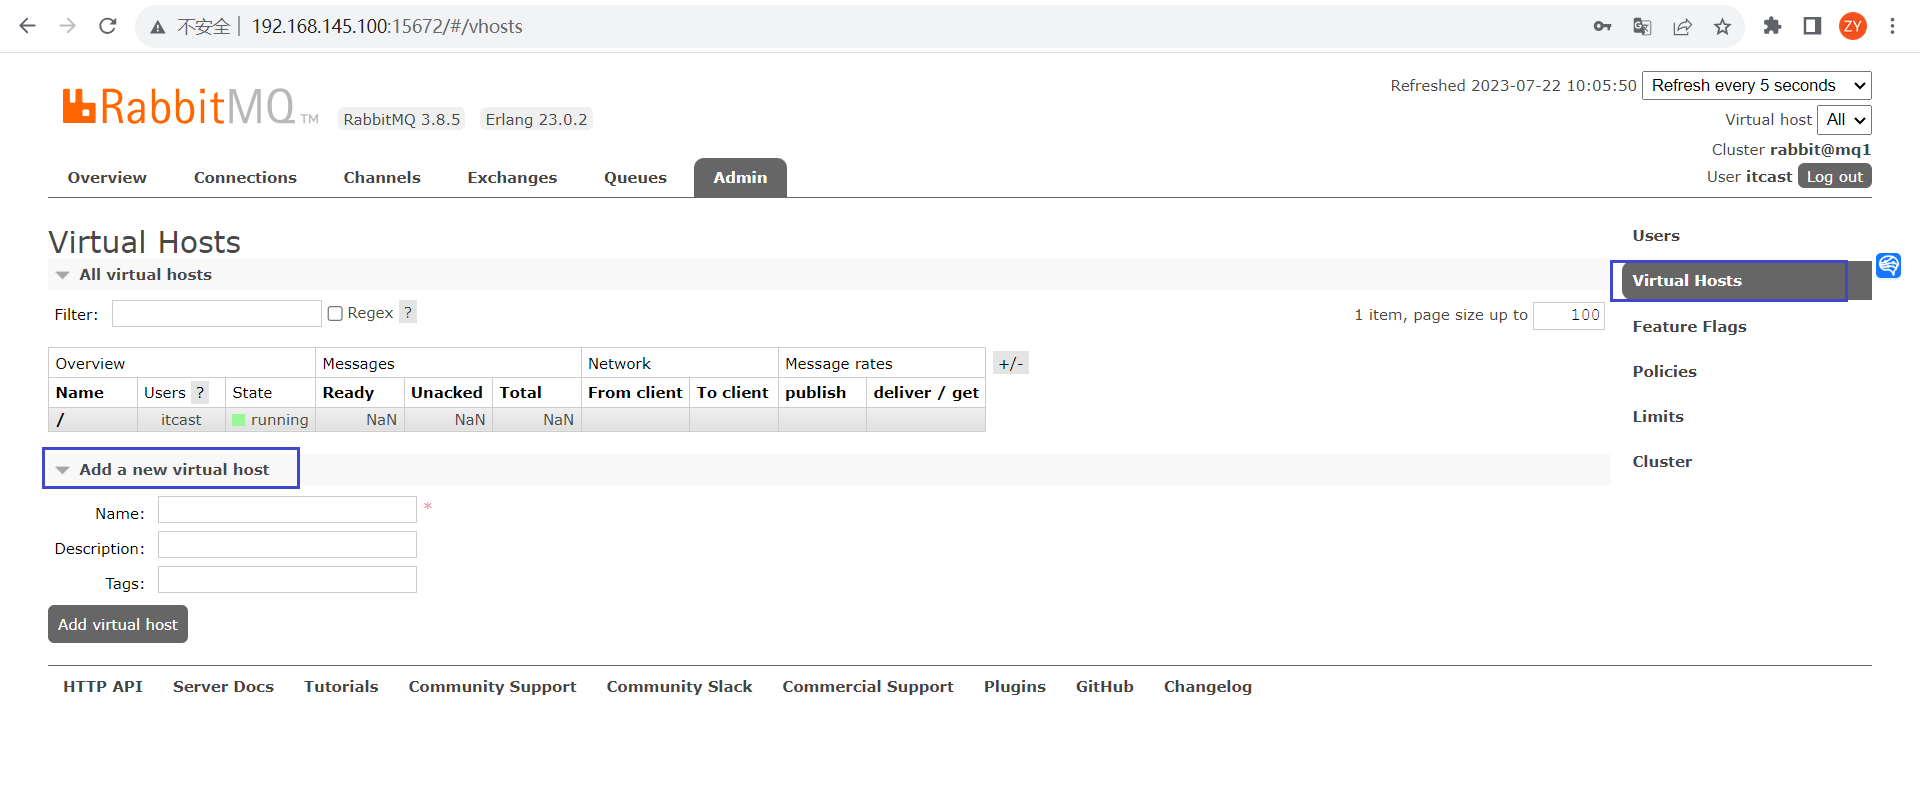 不安全 192.168.145.100:15672/#/vhosts
ZY
RabbitMQ TM RabbitMQ 3.8.5 Erlang 23.0.2
Refreshed 2023-07-22 10:05:50 Refresh every 5 seconds
Virtual host All
Cluster rabbit@mq1
User itcast Log out
Overview Connections Channels Exchanges Queues Admin
Virtual Hosts
All virtual hosts
Filter: Regex ? 1 item, page size up to 100
Overview Messages Network Message rates +/-
Name Users ? State Ready Unacked Total From client To client publish deliver / get
/ itcast running NaN NaN NaN
Add a new virtual host
Name: *
Description:
Tags:
Add virtual host
Users
Virtual Hosts
Feature Flags
Policies
Limits
Cluster
HTTP API Server Docs Tutorials Community Support Community Slack Commercial Support Plugins GitHub Changelog